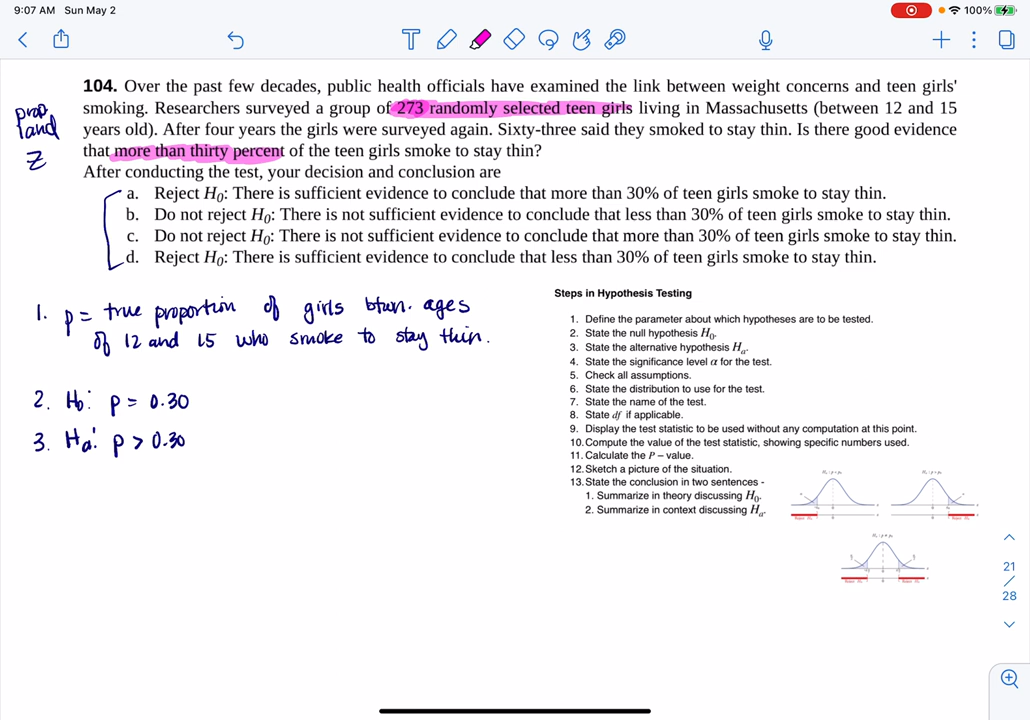 9:07 AM Sun May 2
100%
104. Over the past few decades, public health officials have examined the link between weight concerns and teen girls'
smoking. Researchers surveyed a group of 273 randomly selected teen girls living in Massachusetts (between 12 and 15
years old). After four years the girls were surveyed again. Sixty-three said they smoked to stay thin. Is there good evidence
that more than thirty percent of the teen girls smoke to stay thin?
After conducting the test, your decision and conclusion are
a. Reject H0: There is sufficient evidence to conclude that more than 30% of teen girls smoke to stay thin.
b. Do not reject H0: There is not sufficient evidence to conclude that less than 30% of teen girls smoke to stay thin.
c. Do not reject H0: There is not sufficient evidence to conclude that more than 30% of teen girls smoke to stay thin.
d. Reject H0: There is sufficient evidence to conclude that less than 30% of teen girls smoke to stay thin.
prop
Z
1. p = true proportion of girls btwn. ages
of 12 and 15 who smoke to stay thin.
2. H0: p = 0.30
3. Ha: p > 0.30
Steps in Hypothesis Testing
1. Define the parameter about which hypotheses are to be tested.
2. State the null hypothesis H0.
3. State the alternative hypothesis Ha.
4. State the significance level α for the test.
5. Check all assumptions.
6. State the distribution to use for the test.
7. State the name of the test.
8. State df if applicable.
9. Display the test statistic to be used without any computation at this point.
10. Compute the value of the test statistic, showing specific numbers used.
11. Calculate the P – value.
12. Sketch a picture of the situation.
13. State the conclusion in two sentences -
1. Summarize in theory discussing H0.
2. Summarize in context discussing Ha.
21
28